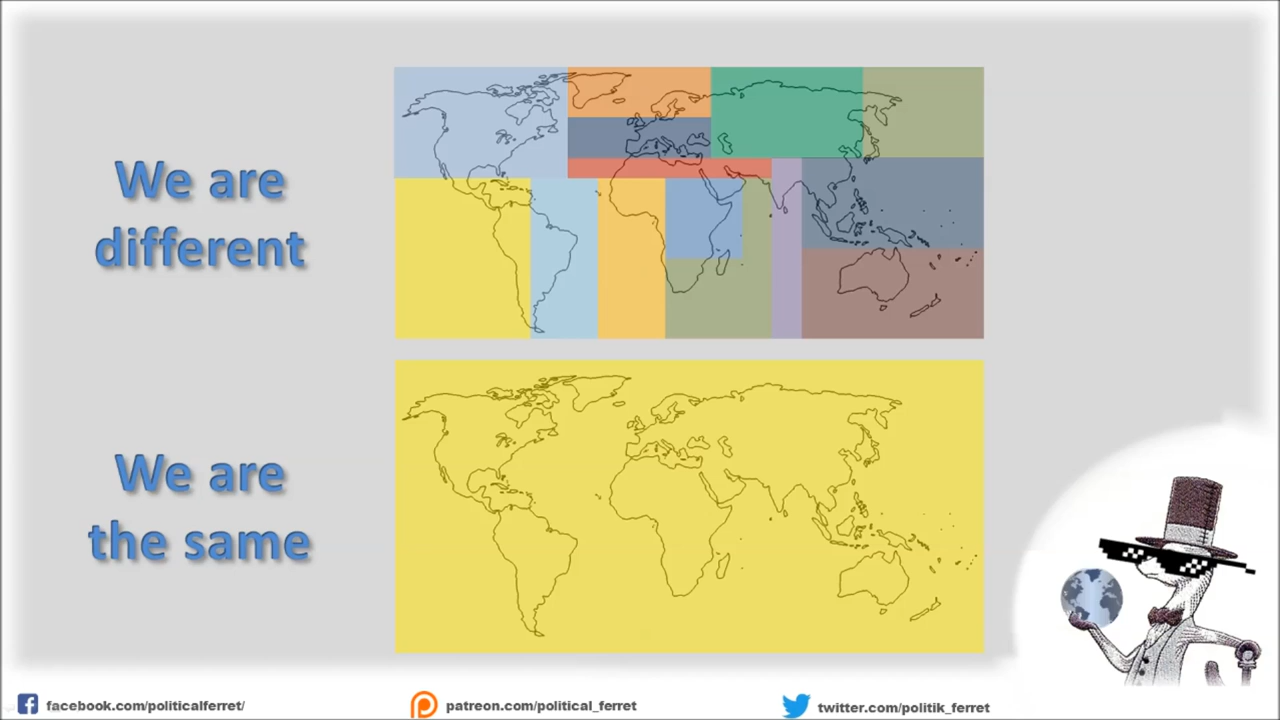 We are
different
We are
the same
facebook.com/politicalferret/
patreon.com/political_ferret
twitter.com/politik_ferret